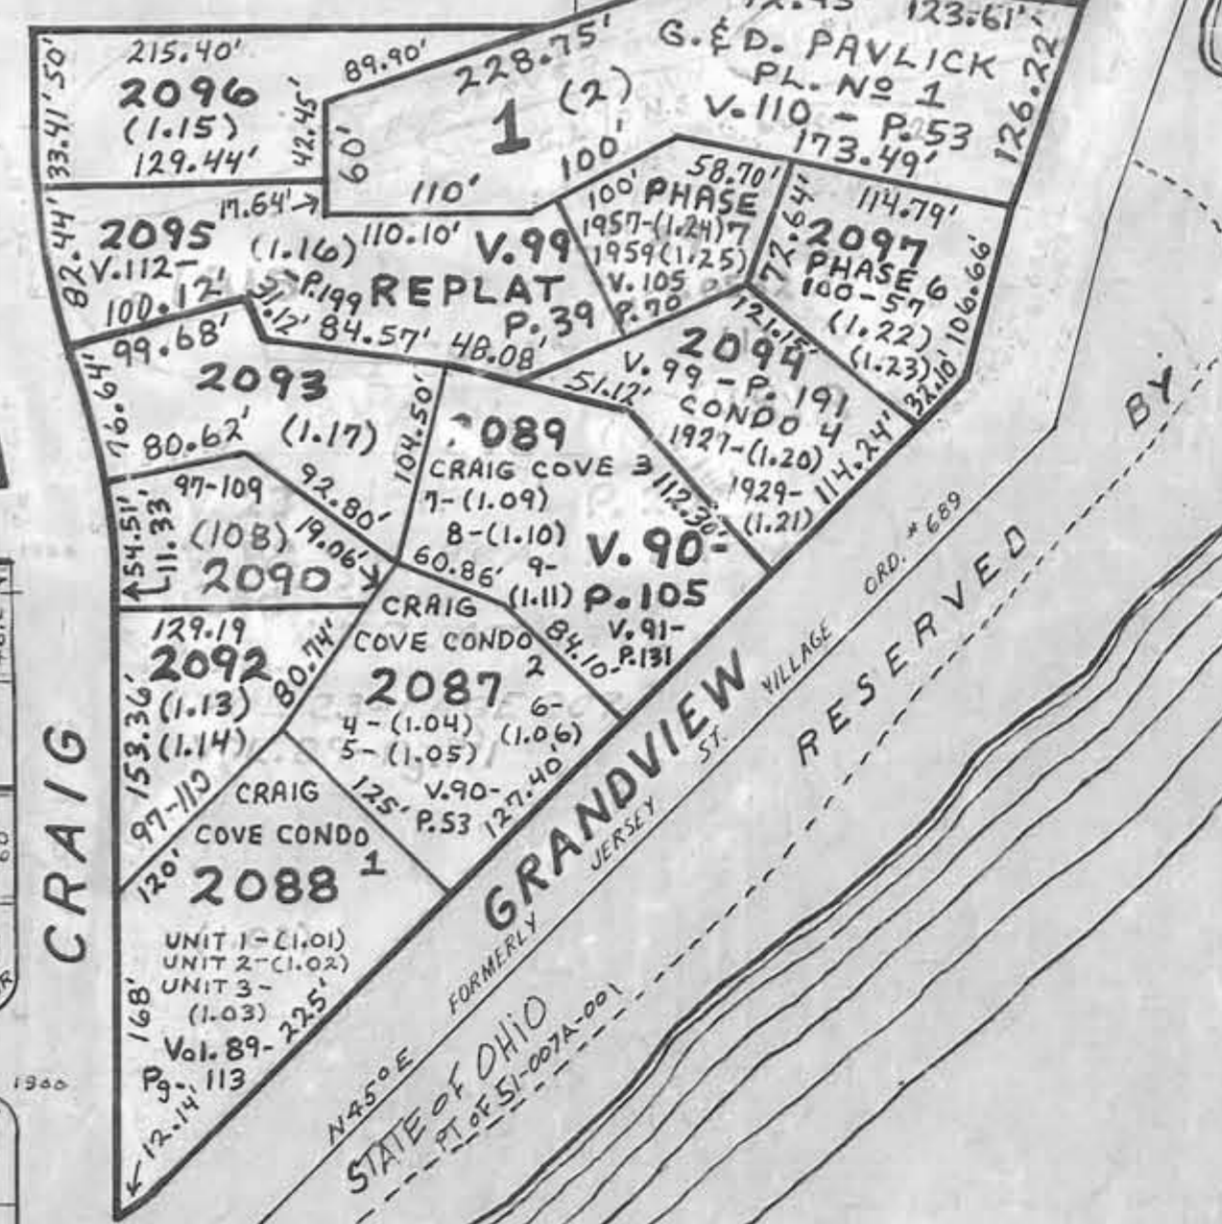 12.45'
123.61'
G. & D. PAVLICK
PL. Nº 1
V.110 - P.53
126.22'
173.49'
228.75'
(2)
1
100'
60'
110'
33.41' 50'
215.40'
89.90'
2096
(1.15)
129.44'
42.45'
82.44'
17.64'
2095
(1.16)
V.112-
P.199
100.12'
31.12'
110.10'
V.99
REPLAT
P.39
84.57'
48.08'
58.70'
100'
PHASE
7
1957-(1.24)
1959(1.25)
V.105
P.70
72.64'
114.79'
2097
PHASE 6
100-57
(1.22)
(1.23)
106.66'
32.10'
121.15'
2094
V.99-P.191
CONDO 4
1927-(1.20)
1929-
(1.21)
51.12'
114.24'
112.30'
99.68'
2093
(1.17)
76.64'
80.62'
92.80'
104.50'
2089
CRAIG COVE 3
7-(1.09)
8-(1.10)
9-
(1.11)
V.90-
P.105
V.91-
P.131
60.86'
84.10
97-109
(108)
2090
54.51'
11.33'
19.06'
129.19
2092
(1.13)
(1.14)
153.36'
80.74'
97-110
CRAIG
COVE CONDO
2
2087
4-(1.04)
5-(1.05)
6-
(1.06)
V.90-
P.53
125'
127.40'
CRAIG
COVE CONDO
1
2088
120'
UNIT 1-(1.01)
UNIT 2-(1.02)
UNIT 3-
(1.03)
Vol. 89-
Pg. 113
168'
225'
12.14'
CRAIG
GRANDVIEW
FORMERLY JERSEY ST. VILLAGE ORD. # 689
RESERVED BY
N45°E
STATE OF OHIO
PT OF 51-007A-001
1900